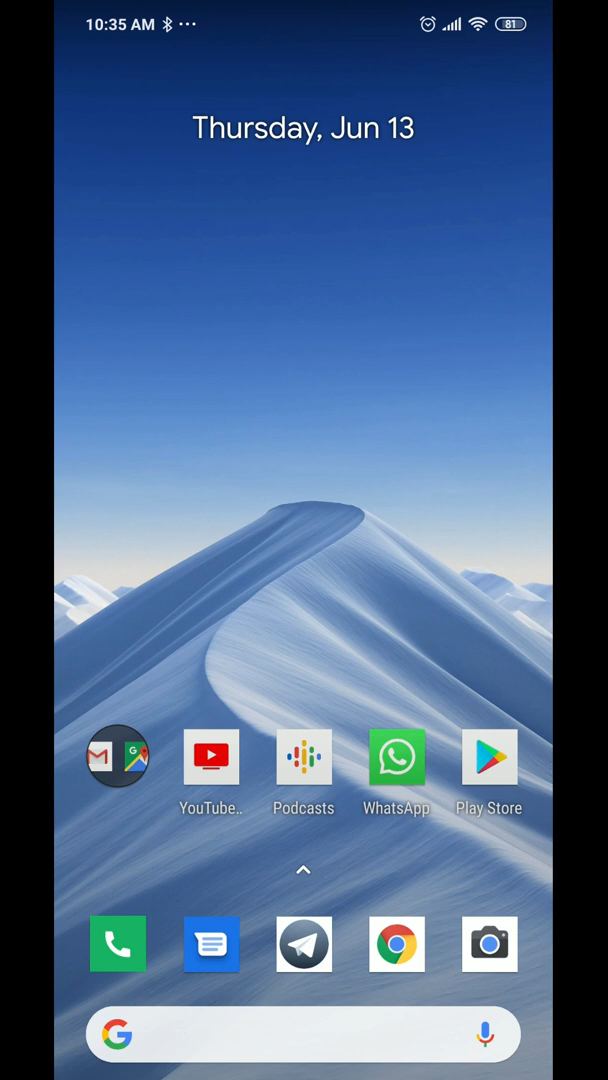 10:35 AM
81
Thursday, Jun 13
YouTube..
Podcasts
WhatsApp
Play Store